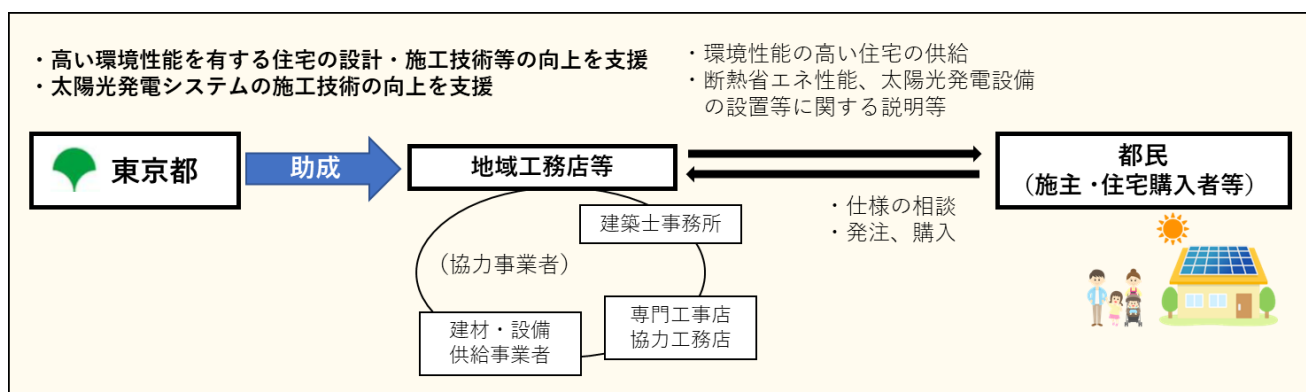 ・高い環境性能を有する住宅の設計・施工技術等の向上を支援
・太陽光発電システムの施工技術の向上を支援
・環境性能の高い住宅の供給
・断熱省エネ性能、太陽光発電設備
の設置等に関する説明等
東京都
助成
地域工務店等
都民
（施主・住宅購入者等）
・仕様の相談
・発注、購入
建築士事務所
（協力事業者）
専門工事店
協力工務店
建材・設備
供給事業者